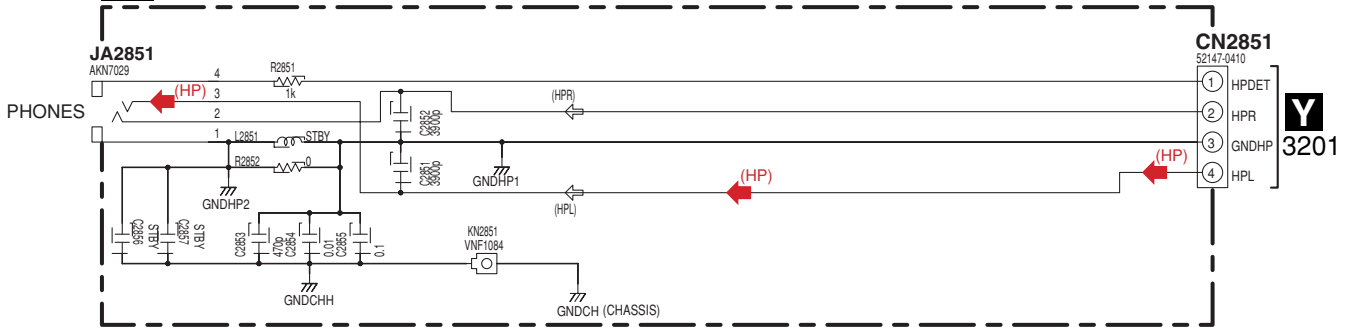 JA2851
AKN7029
CN2851
52147-0410
PHONES
4
R2851
1k
(HP)
3
2
1
L2851
STBY
R2852
0
GNDHP2
C2852
3900p
C2851
3900p
(HPR)
GNDHP1
(HPL)
(HP)
(HP)
1 HPDET
2 HPR
3 GNDHP
4 HPL
Y
3201
C2856
STBY
C2857
STBY
C2853
470p
C2854
0.01
C2855
0.1
GNDCHH
KN2851
VNF1084
GNDCH (CHASSIS)